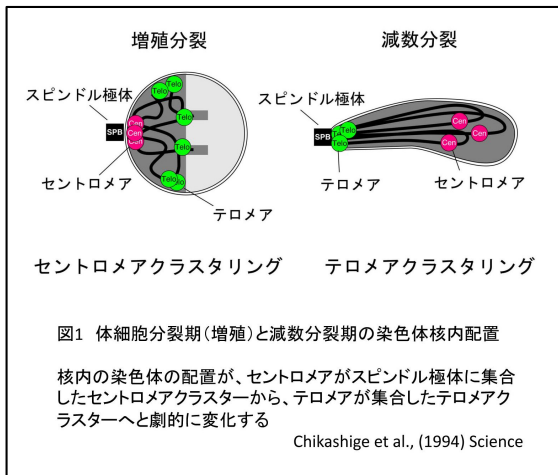 増殖分裂
減数分裂
スピンドル極体
Telo
Telo
Telo
Telo
Telo
Cen
Cen
SPB
セントロメア
テロメア
スピンドル極体
Telo
Telo
SPB
Cen
Cen
Cen
テロメア
セントロメア
セントロメアクラスタリング
テロメアクラスタリング
図1 体細胞分裂期(増殖)と減数分裂期の染色体核内配置
核内の染色体の配置が、セントロメアがスピンドル極体に集合
したセントロメアクラスターから、テロメアが集合したテロメアク
ラスターへと劇的に変化する
Chikashige et al., (1994) Science